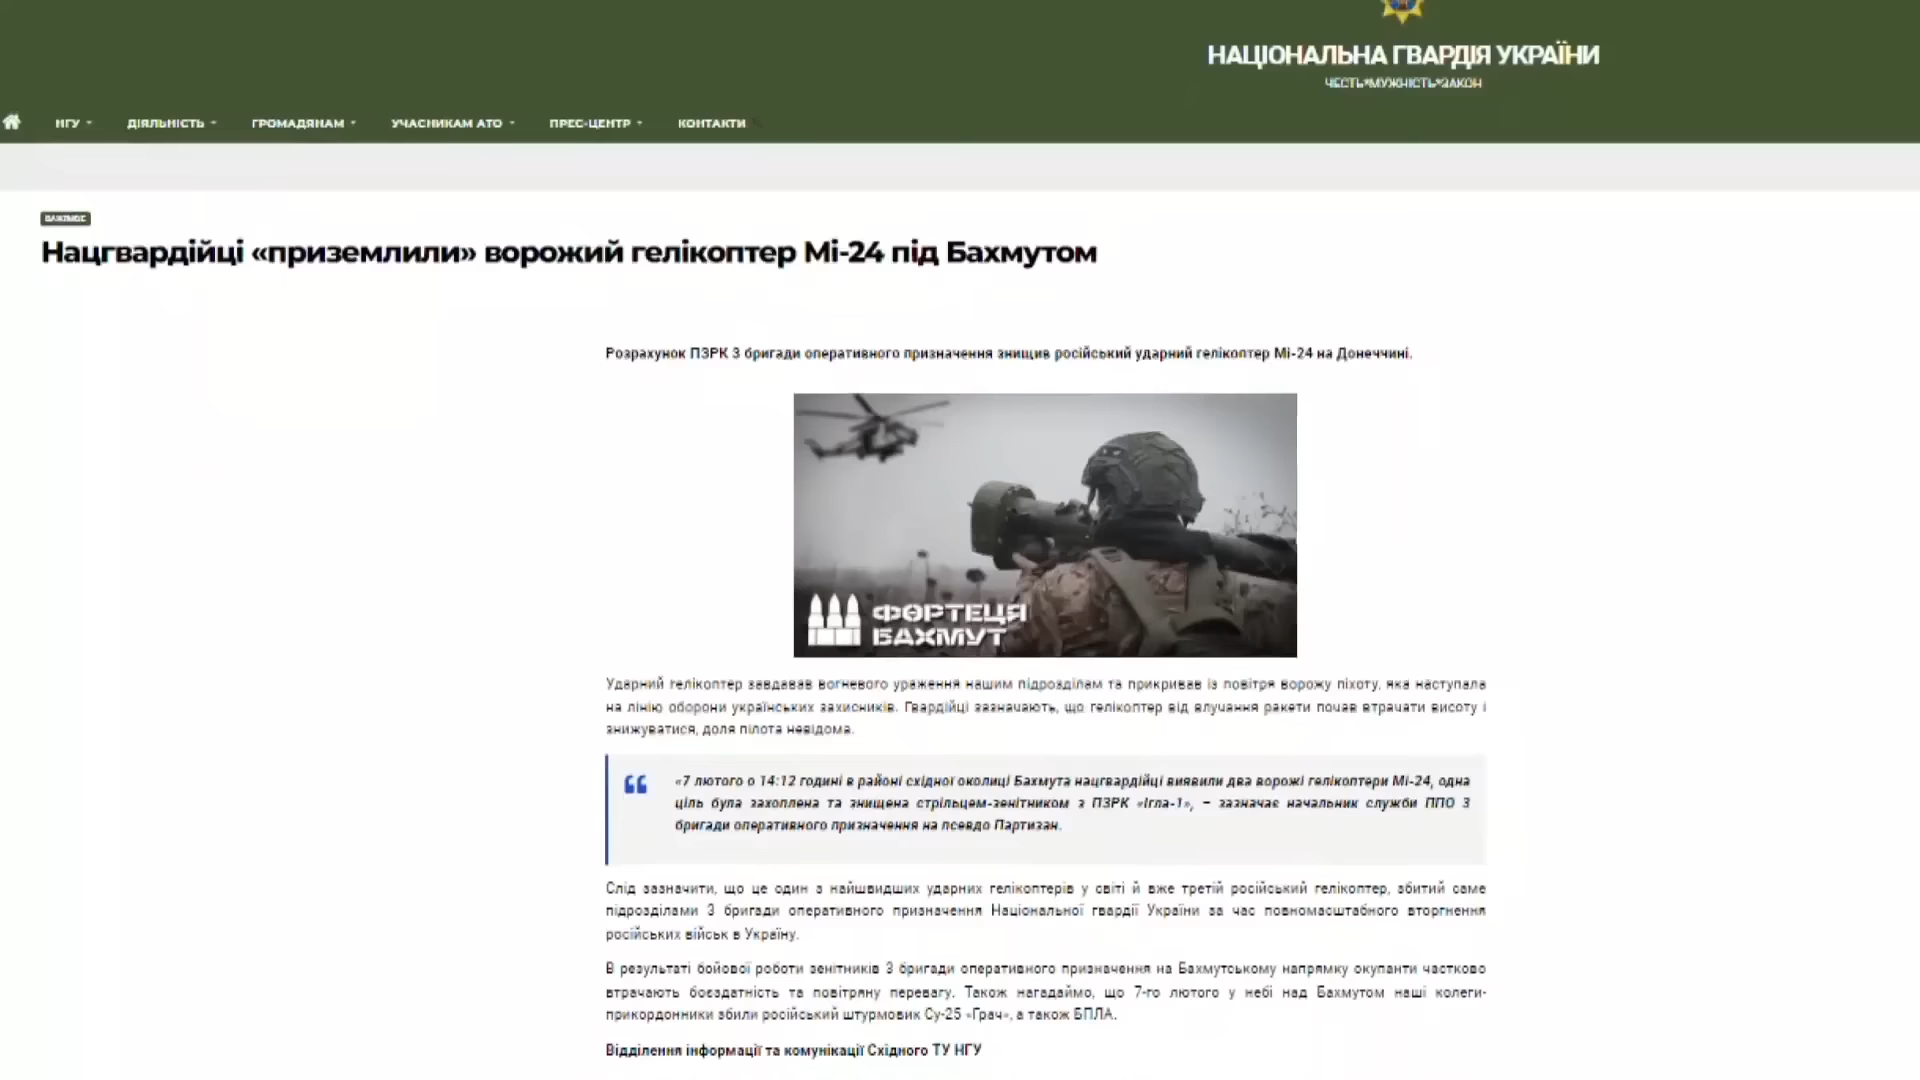 НАЦІОНАЛЬНА ГВАРДІЯ УКРАЇНИ
ЧЕСТЬ*МУЖНІСТЬ*ЗАКОН
НГУ ДІЯЛЬНІСТЬ ГРОМАДЯНАМ УЧАСНИКАМ АТО ПРЕС-ЦЕНТР КОНТАКТИ
ВАЖЛИВЕ
Нацгвардійці «приземлили» ворожий гелікоптер Мі-24 під Бахмутом
Розрахунок ПЗРК 3 бригади оперативного призначення знищив російський ударний гелікоптер Мі-24 на Донеччині.
ФОРТЕЦЯ
БАХМУТ
Ударний гелікоптер завдавав вогневого ураження нашим підрозділам та прикривав із повітря ворожу піхоту, яка наступала
на лінію оборони українських захисників. Гвардійці зазначають, що гелікоптер від влучання ракети почав втрачати висоту і
знижуватися, доля пілота невідома.
«7 лютого о 14:12 годині в районі східної околиці Бахмута нацгвардійці виявили два ворожі гелікоптери Мі-24, одна
ціль була захоплена та знищена стрільцем-зенітником з ПЗРК «Ігла-1», – зазначає начальник служби ППО 3
бригади оперативного призначення на псевдо Партизан.
Слід зазначити, що це один з найшвидших ударних гелікоптерів у світі й вже третій російський гелікоптер, збитий саме
підрозділами 3 бригади оперативного призначення Національної гвардії України за час повномасштабного вторгнення
російських військ в Україну.
В результаті бойової роботи зенітників 3 бригади оперативного призначення на Бахмутському напрямку окупанти частково
втрачають боєздатність та повітряну перевагу. Також нагадаймо, що 7-го лютого у небі над Бахмутом наші колеги-
прикордонники збили російський штурмовик Су-25 «Грач», а також БПЛА.
Відділення інформації та комунікації Східного ТУ НГУ